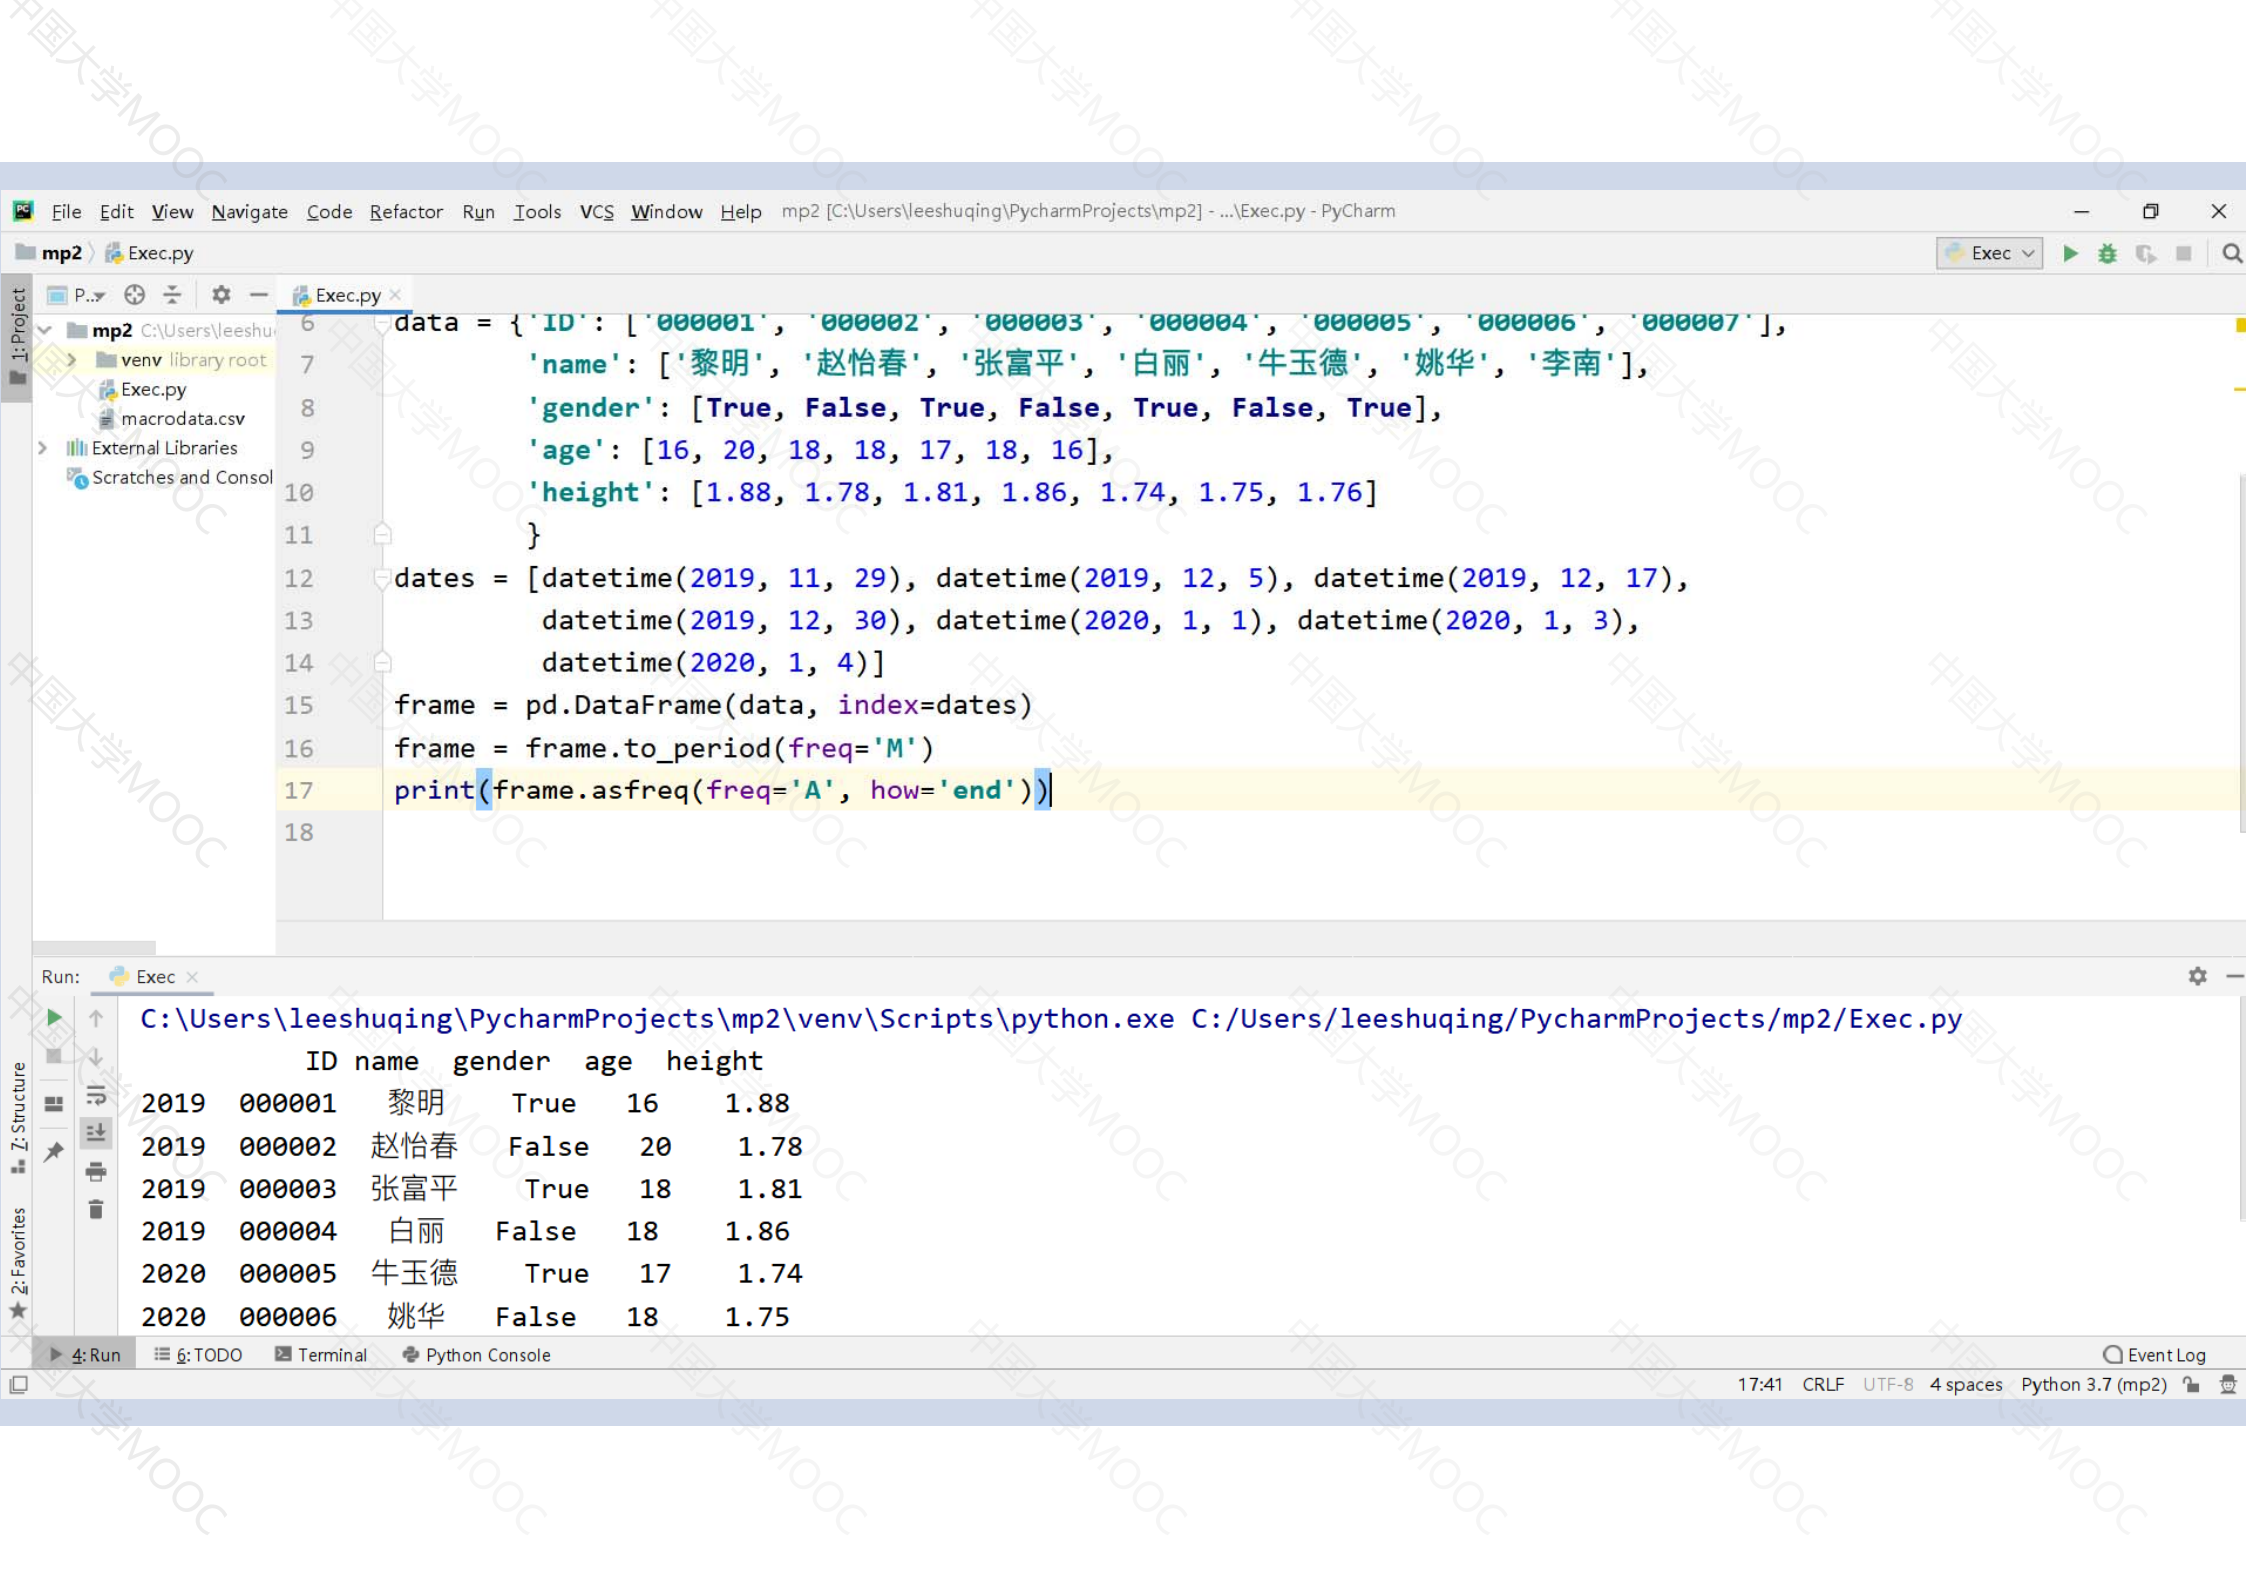 File Edit View Navigate Code Refactor Run Tools VCS Window Help mp2 [C:\Users\leeshuqing\PycharmProjects\mp2] - ...\Exec.py - PyCharm
mp2 Exec.py Exec
1: Project
P.. Exec.py
mp2 C:\Users\leeshu
venv library root
Exec.py
macrodata.csv
External Libraries
Scratches and Consol
6 data = {'ID': ['000001', '000002', '000003', '000004', '000005', '000006', '000007'],
7 'name': ['黎明', '赵怡春', '张富平', '白丽', '牛玉德', '姚华', '李南'],
8 'gender': [True, False, True, False, True, False, True],
9 'age': [16, 20, 18, 18, 17, 18, 16],
10 'height': [1.88, 1.78, 1.81, 1.86, 1.74, 1.75, 1.76]
11 }
12 dates = [datetime(2019, 11, 29), datetime(2019, 12, 5), datetime(2019, 12, 17),
13 datetime(2019, 12, 30), datetime(2020, 1, 1), datetime(2020, 1, 3),
14 datetime(2020, 1, 4)]
15 frame = pd.DataFrame(data, index=dates)
16 frame = frame.to_period(freq='M')
17 print(frame.asfreq(freq='A', how='end'))
18
Run: Exec
C:\Users\leeshuqing\PycharmProjects\mp2\venv\Scripts\python.exe C:/Users/leeshuqing/PycharmProjects/mp2/Exec.py
ID name gender age height
2019 000001 黎明 True 16 1.88
2019 000002 赵怡春 False 20 1.78
2019 000003 张富平 True 18 1.81
2019 000004 白丽 False 18 1.86
2020 000005 牛玉德 True 17 1.74
2020 000006 姚华 False 18 1.75
7: Structure
2: Favorites
4: Run 6: TODO Terminal Python Console Event Log
17:41 CRLF UTF-8 4 spaces Python 3.7 (mp2)
中国大学MOOC